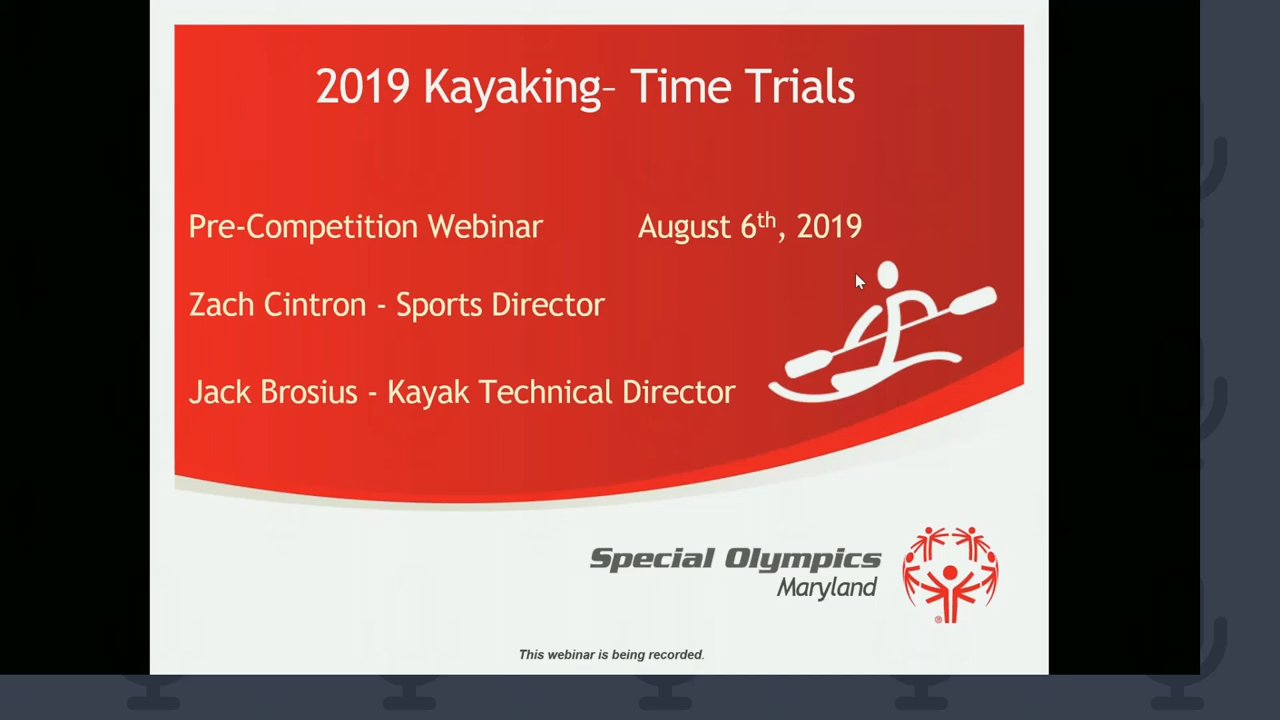 2019 Kayaking– Time Trials
Pre-Competition Webinar August 6th, 2019
Zach Cintron - Sports Director
Jack Brosius - Kayak Technical Director
Special Olympics
Maryland
®
This webinar is being recorded.